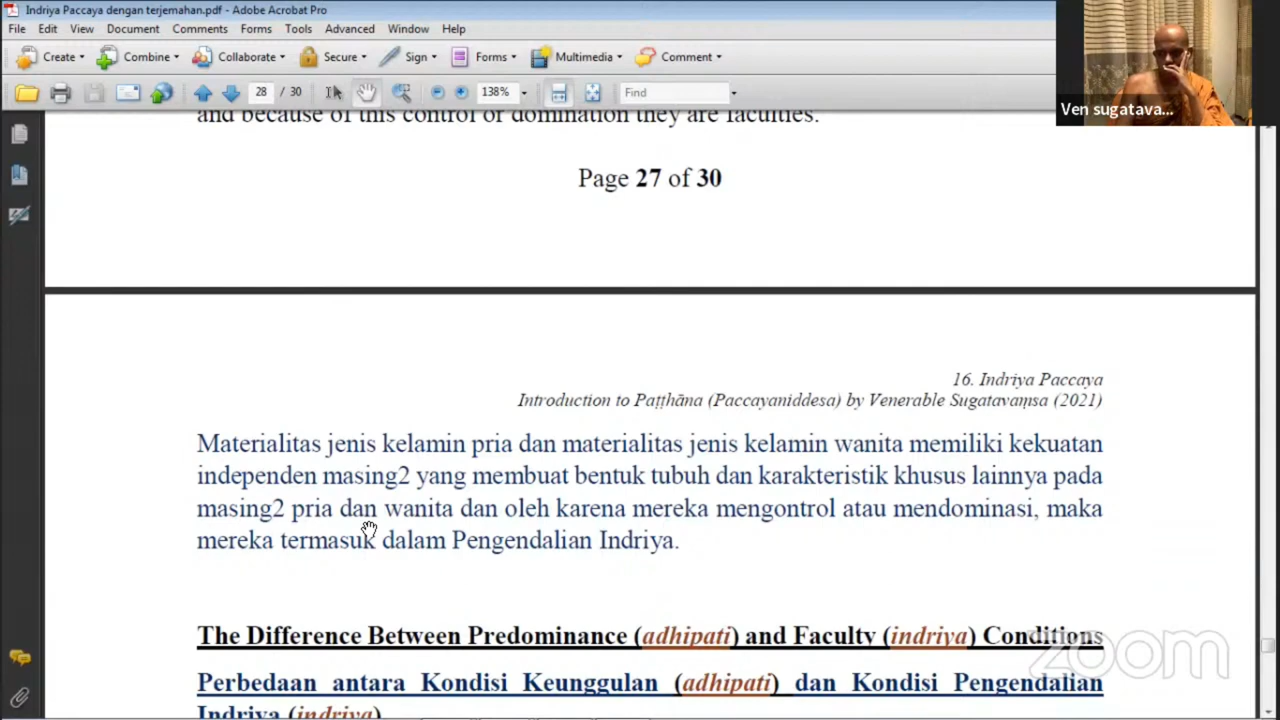 Indriya Paccaya dengan terjemahan.pdf - Adobe Acrobat Pro
File Edit View Document Comments Forms Tools Advanced Window Help
Create Combine Collaborate Secure Sign Forms Multimedia Comment
28 / 30 138% Find
Ven sugatava...
and because of this control or domination they are faculties.
Page 27 of 30
16. Indriya Paccaya
Introduction to Paṭṭhāna (Paccayaniddesa) by Venerable Sugatavaṃsa (2021)
Materialitas jenis kelamin pria dan materialitas jenis kelamin wanita memiliki kekuatan
independen masing2 yang membuat bentuk tubuh dan karakteristik khusus lainnya pada
masing2 pria dan wanita dan oleh karena mereka mengontrol atau mendominasi, maka
mereka termasuk dalam Pengendalian Indriya.
The Difference Between Predominance (adhipati) and Faculty (indriya) Conditions
zoom
Perbedaan antara Kondisi Keunggulan (adhipati) dan Kondisi Pengendalian
Indriya (indriya)